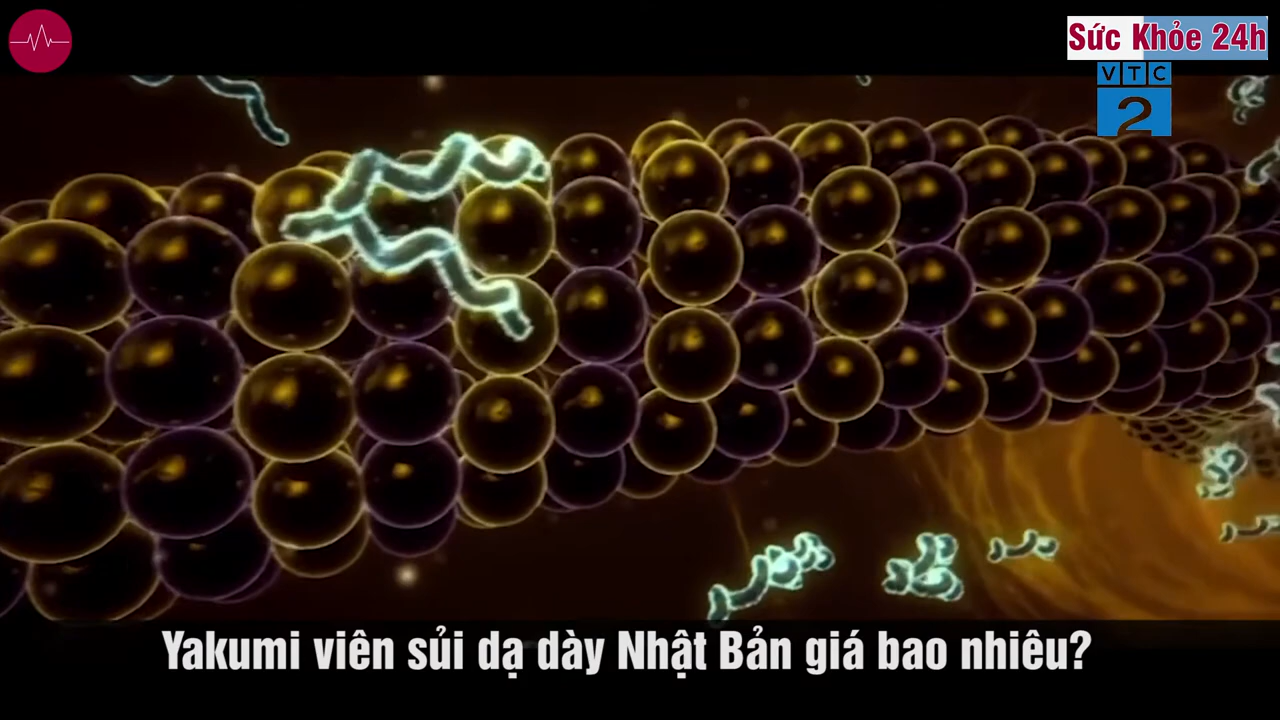 Sức Khỏe 24h
VTC
2
Yakumi viên sủi dạ dày Nhật Bản giá bao nhiêu?